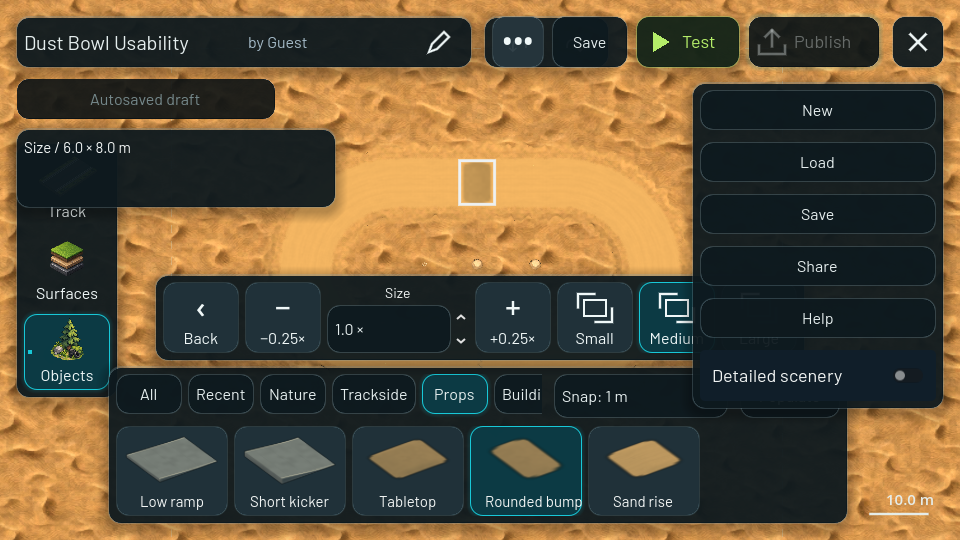 Dust Bowl Usability
by Guest
•••
Save
Test
Publish
Autosaved draft
New
Load
Save
Share
Help
Detailed scenery
Size / 6.0 × 8.0 m
Track
Surfaces
Objects
Size
Back
−0.25×
1.0 ×
+0.25×
Small
Medium
Large
All
Recent
Nature
Trackside
Props
Buildi
Snap: 1 m
Low ramp
Short kicker
Tabletop
Rounded bump
Sand rise
10.0 m